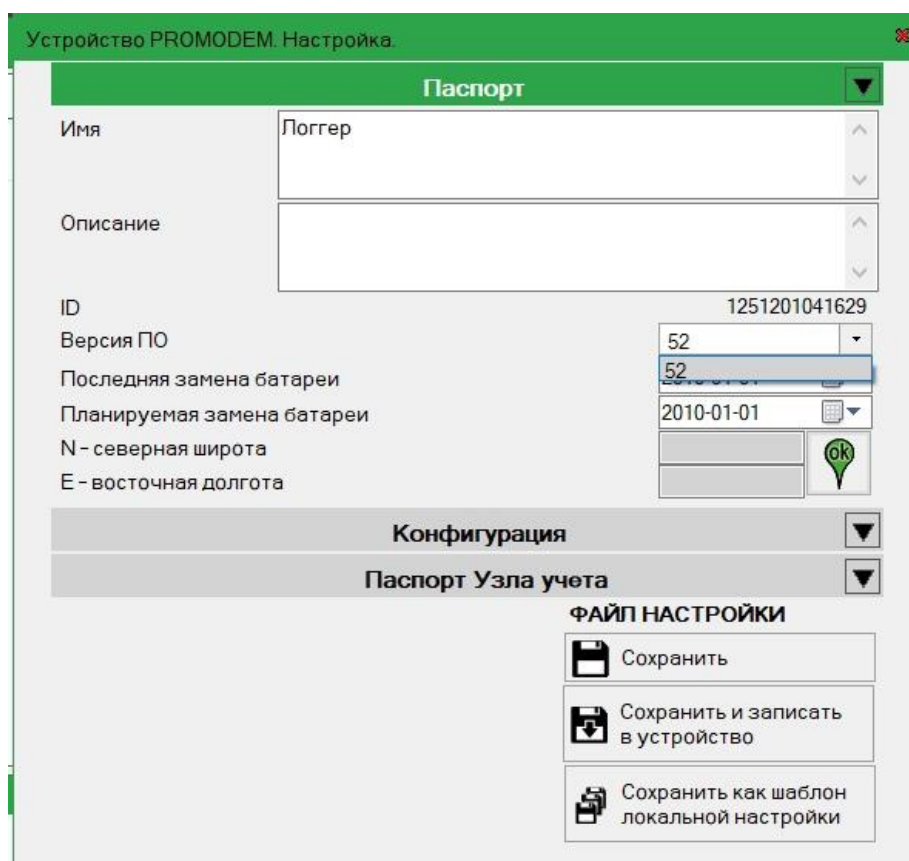 Устройство PROMODEM. Настройка.
Паспорт
Имя
Логгер
Описание
ID
1251201041629
Версия ПО
52
52
Последняя замена батареи
Планируемая замена батареи
2010-01-01
N - северная широта
ok
E - восточная долгота
Конфигурация
Паспорт Узла учета
ФАЙЛ НАСТРОЙКИ
Сохранить
Сохранить и записать
в устройство
Сохранить как шаблон
локальной настройки